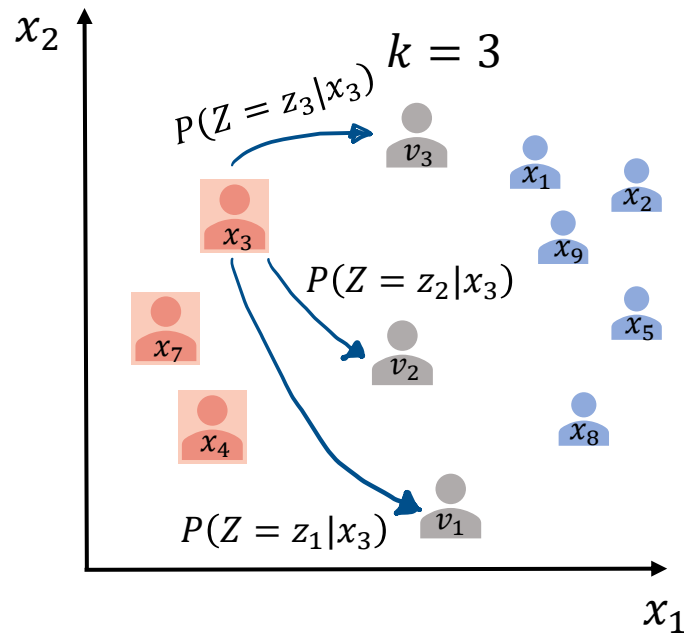 x₂
k = 3
P(Z = z₃|x₃)
v₃
x₁
x₂
x₃
x₉
P(Z = z₂|x₃)
x₇
x₅
v₂
x₄
x₈
v₁
P(Z = z₁|x₃)
x₁